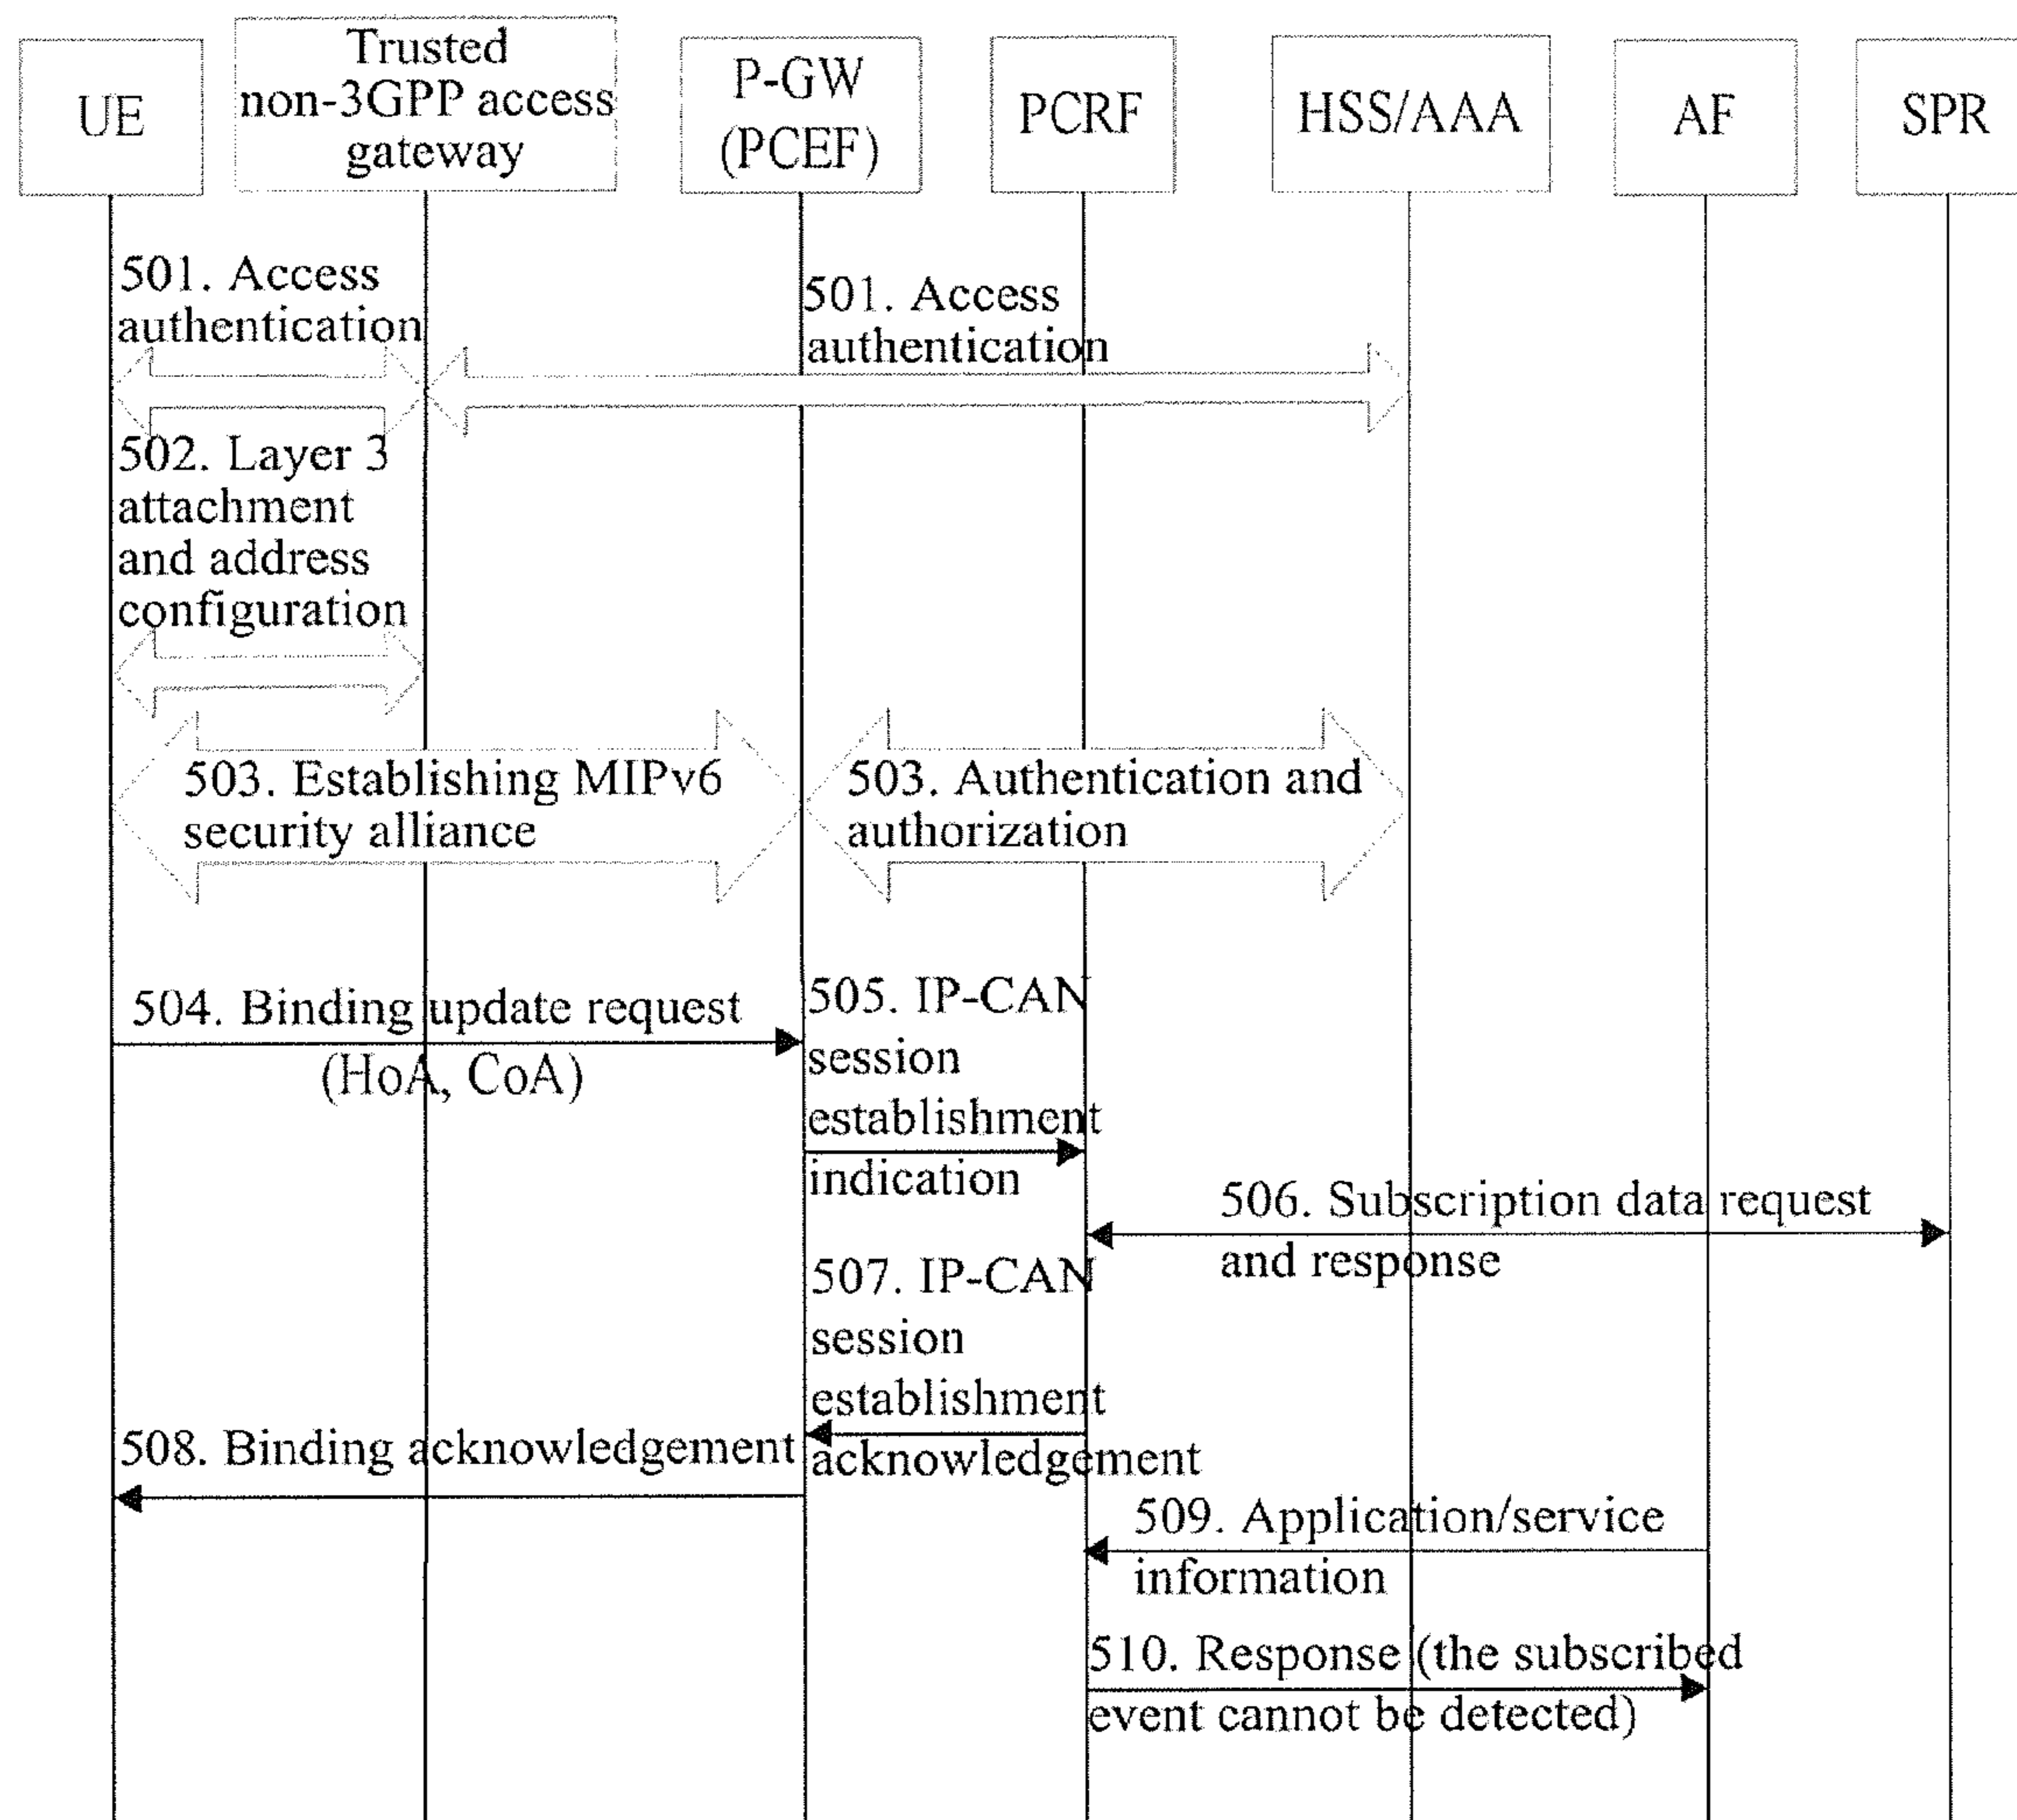 UE
Trusted
non-3GPP access
gateway
P-GW
(PCEF)
PCRF
HSS/AAA
AF
SPR
501. Access
authentication
501. Access
authentication
502. Layer 3
attachment
and address
configuration
503. Establishing MIPv6
security alliance
503. Authentication and
authorization
504. Binding update request
(HoA, CoA)
505. IP-CAN
session
establishment
indication
506. Subscription data request
and response
507. IP-CAN
session
establishment
acknowledgement
508. Binding acknowledgement
509. Application/service
information
510. Response (the subscribed
event cannot be detected)